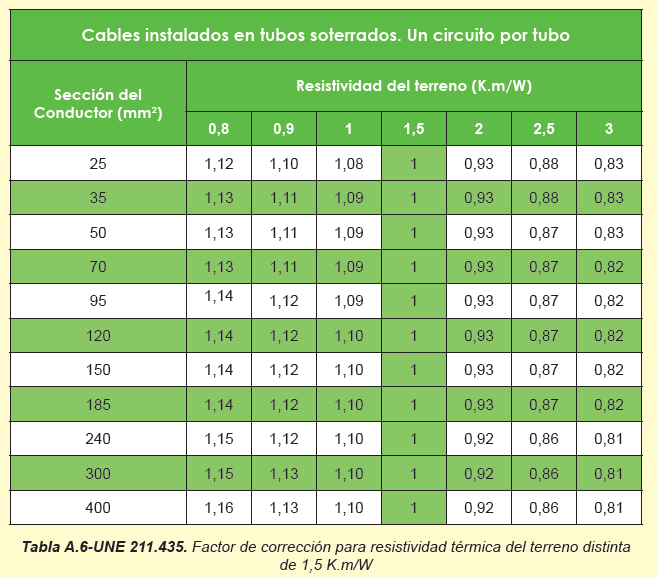 Cables instalados en tubos soterrados. Un circuito por tubo
Sección del
Conductor (mm²)
Resistividad del terreno (K.m/W)
0,8 0,9 1 1,5 2 2,5 3
25 1,12 1,10 1,08 1 0,93 0,88 0,83
35 1,13 1,11 1,09 1 0,93 0,88 0,83
50 1,13 1,11 1,09 1 0,93 0,87 0,83
70 1,13 1,11 1,09 1 0,93 0,87 0,82
95 1,14 1,12 1,09 1 0,93 0,87 0,82
120 1,14 1,12 1,10 1 0,93 0,87 0,82
150 1,14 1,12 1,10 1 0,93 0,87 0,82
185 1,14 1,12 1,10 1 0,93 0,87 0,82
240 1,15 1,12 1,10 1 0,92 0,86 0,81
300 1,15 1,13 1,10 1 0,92 0,86 0,81
400 1,16 1,13 1,10 1 0,92 0,86 0,81
Tabla A.6-UNE 211.435. Factor de corrección para resistividad térmica del terreno distinta
de 1,5 K.m/W